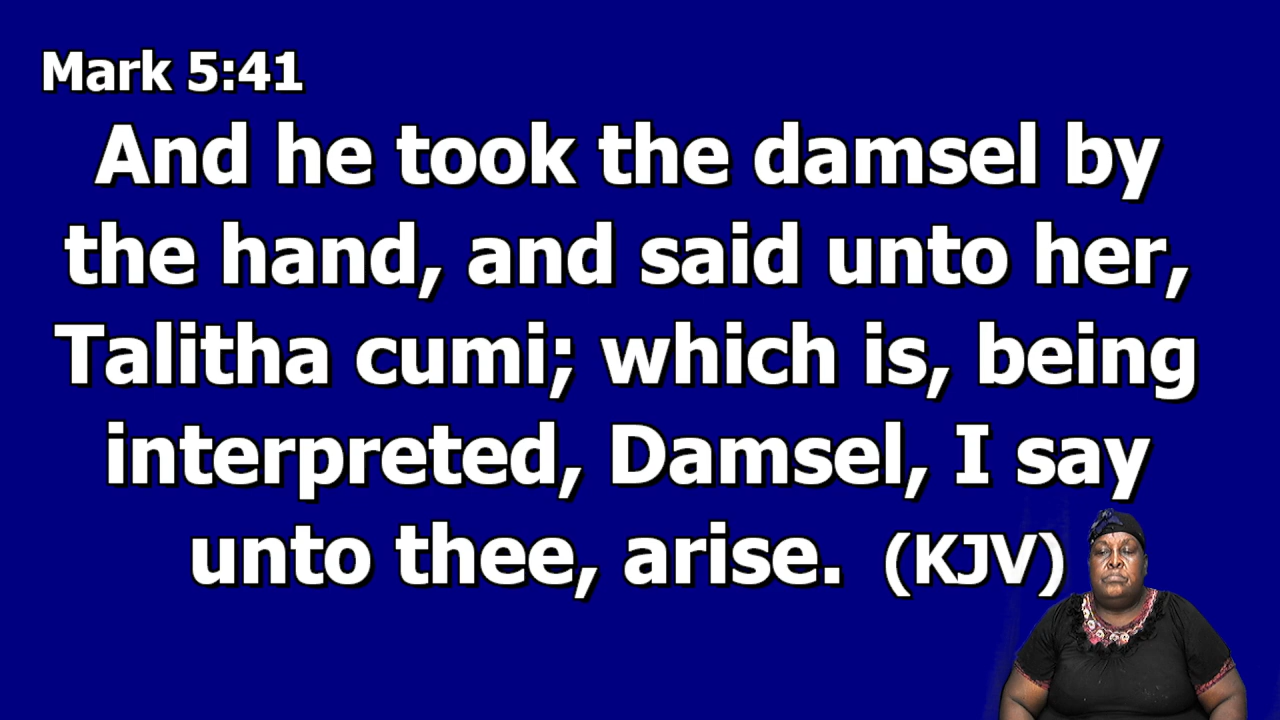 Mark 5:41
And he took the damsel by
the hand, and said unto her,
Talitha cumi; which is, being
interpreted, Damsel, I say
unto thee, arise. (KJV)